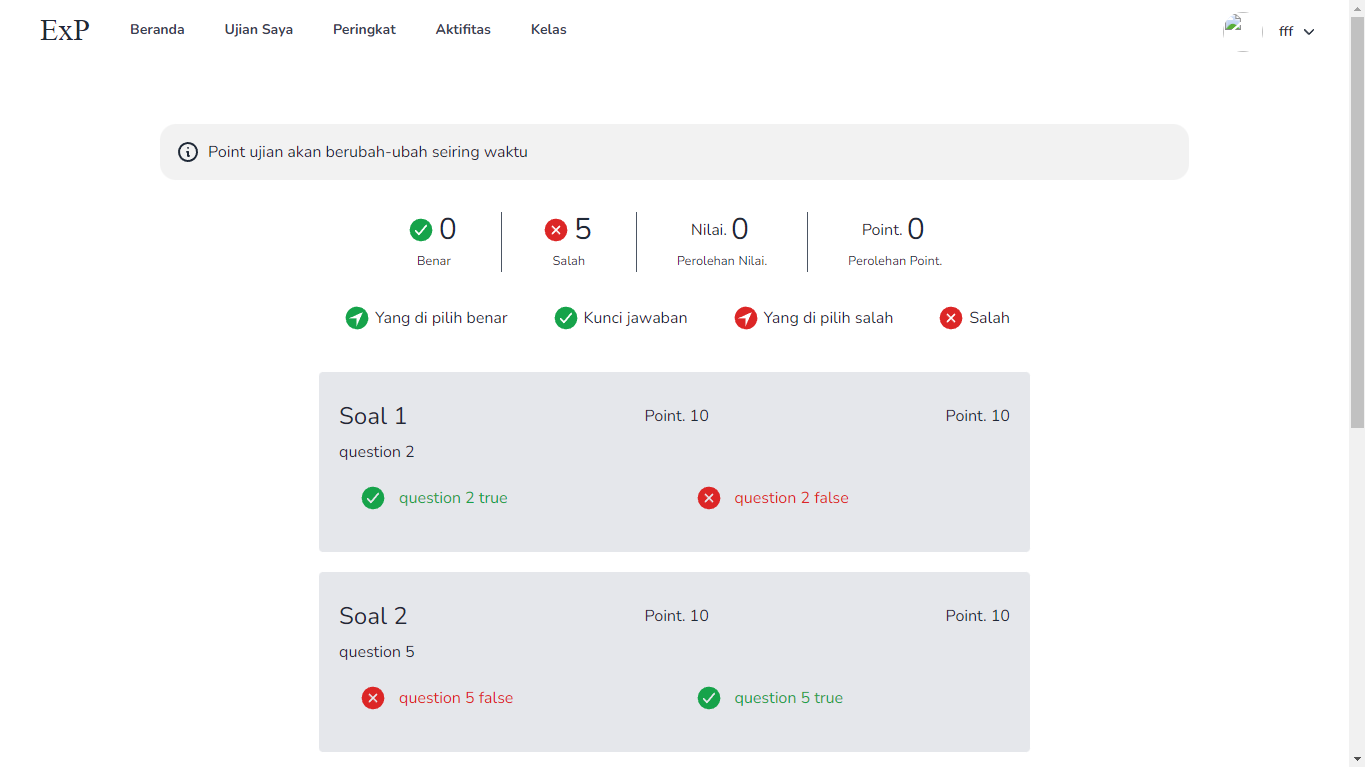 ExP Beranda Ujian Saya Peringkat Aktifitas Kelas fff
Point ujian akan berubah-ubah seiring waktu
0 5 Nilai. 0 Point. 0
Benar Salah Perolehan Nilai. Perolehan Point.
Yang di pilih benar Kunci jawaban Yang di pilih salah Salah
Soal 1 Point. 10 Point. 10
question 2
question 2 true question 2 false
Soal 2 Point. 10 Point. 10
question 5
question 5 false question 5 true